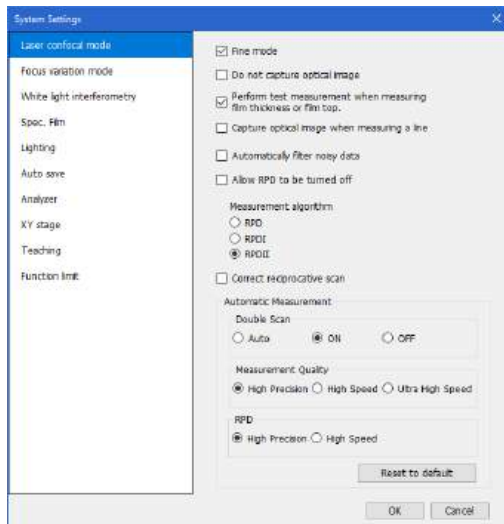 System Settings
Laser confocal mode
Focus variation mode
White light interferometry
Spec. Film
Lighting
Auto save
Analyzer
XY stage
Teaching
Function limit
Fine mode
Do not capture optical image
Perform test measurement when measuring
film thickness or film top.
Capture optical image when measuring a line
Automatically filter noisy data
Allow RPD to be turned off
Measurement algorithm
RPD
RPDI
RPDII
Correct reciprocative scan
Automatic Measurement
Double Scan
Auto ON OFF
Measurement Quality
High Precision High Speed Ultra High Speed
RPD
High Precision High Speed
Reset to default
OK Cancel